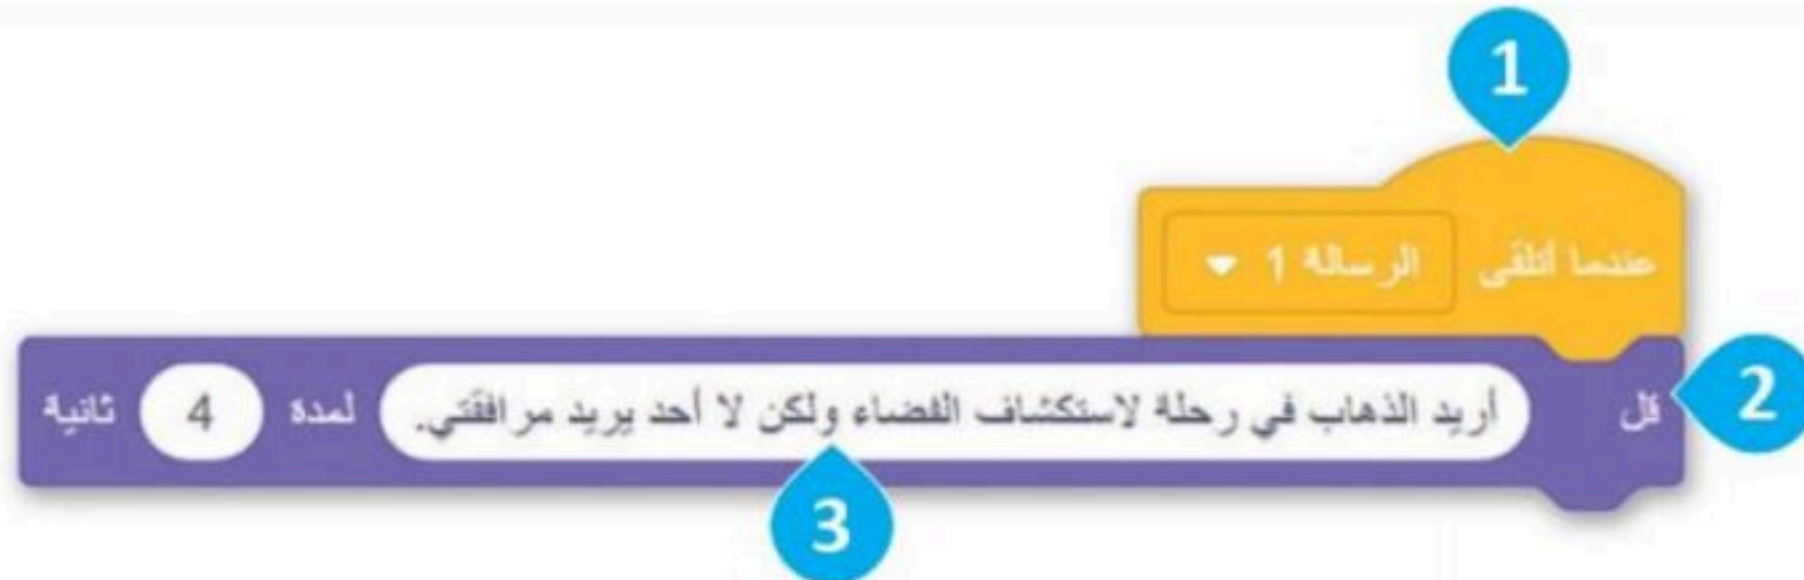 1
عندما أتلقى الرسالة 1
قل أريد الذهاب في رحلة لاستكشاف الفضاء ولكن لا أحد يريد مرافقتي. لمدة 4 ثانية
2
3